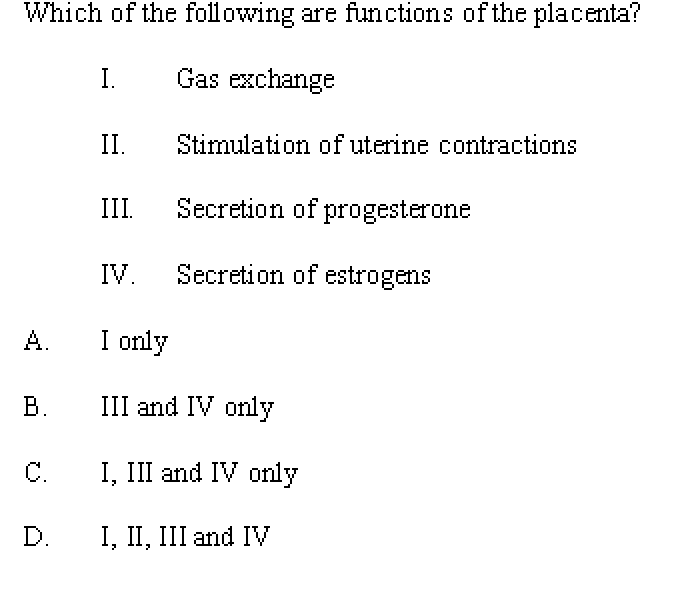 Which of the following are functions of the placenta?
I. Gas exchange
II. Stimulation of uterine contractions
III. Secretion of progesterone
IV. Secretion of estrogens
A. I only
B. III and IV only
C. I, III and IV only
D. I, II, III and IV